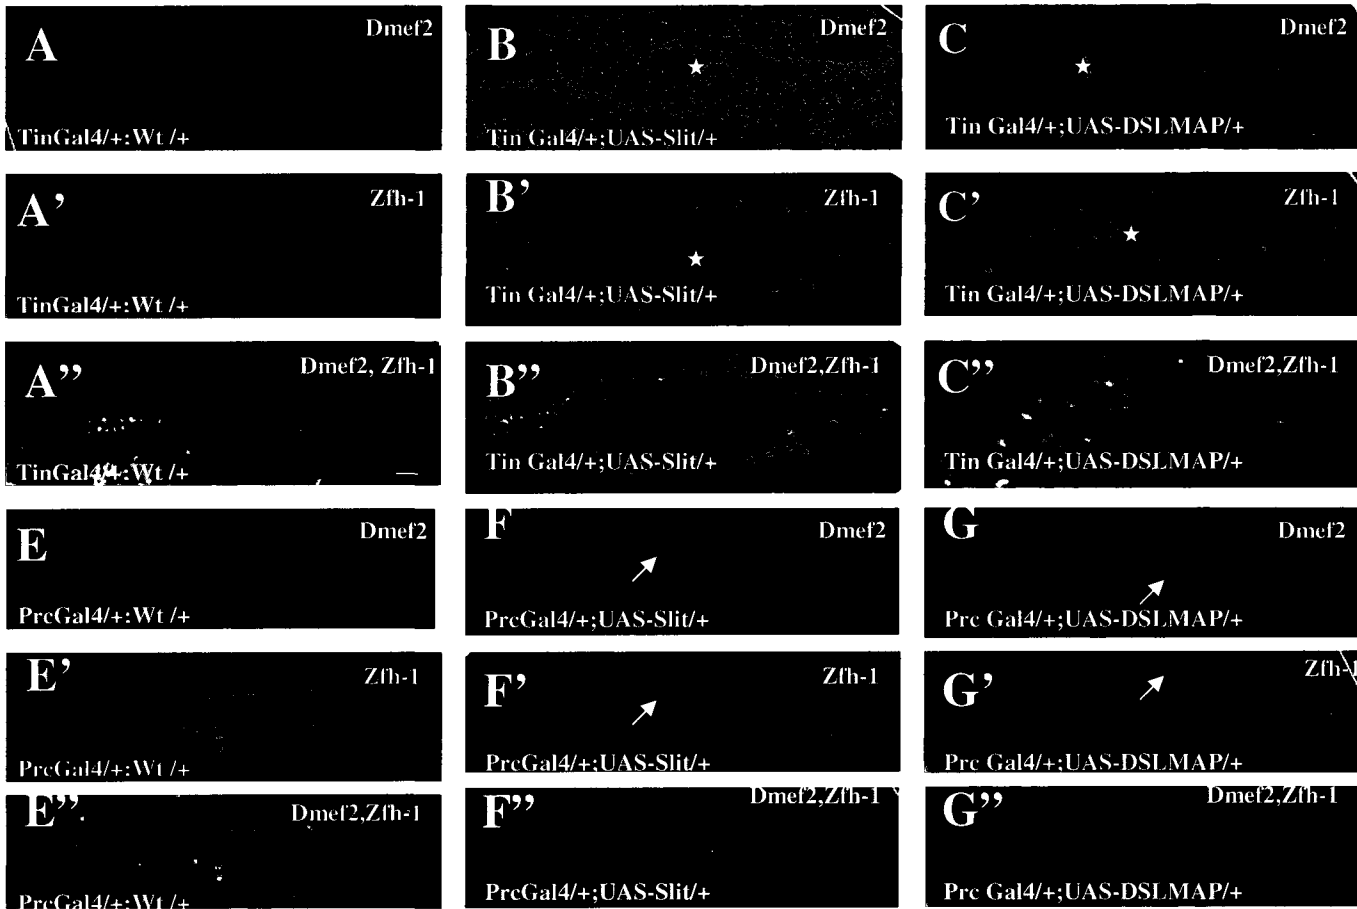 A Dmef2
TinGal4/+:Wt /+
B Dmef2
Tin Gal4/+;UAS-Slit/+
C Dmef2
Tin Gal4/+;UAS-DSLMAP/+
A’ Zfh-1
TinGal4/+:Wt /+
B’ Zfh-1
Tin Gal4/+;UAS-Slit/+
C’ Zfh-1
Tin Gal4/+;UAS-DSLMAP/+
A’’ Dmef2, Zfh-1
TinGal4/+:Wt /+
B’’ Dmef2,Zfh-1
Tin Gal4/+;UAS-Slit/+
C’’ Dmef2,Zfh-1
Tin Gal4/+;UAS-DSLMAP/+
E Dmef2
PrcGal4/+:Wt /+
F Dmef2
PrcGal4/+;UAS-Slit/+
G Dmef2
Prc Gal4/+;UAS-DSLMAP/+
E’ Zfh-1
PrcGal4/+:Wt /+
F’ Zfh-1
PrcGal4/+;UAS-Slit/+
G’ Zfh-1
Prc Gal4/+;UAS-DSLMAP/+
E’’ Dmef2,Zfh-1
PrcGal4/+:Wt /+
F’’ Dmef2,Zfh-1
PrcGal4/+;UAS-Slit/+
G’’ Dmef2,Zfh-1
Prc Gal4/+;UAS-DSLMAP/+